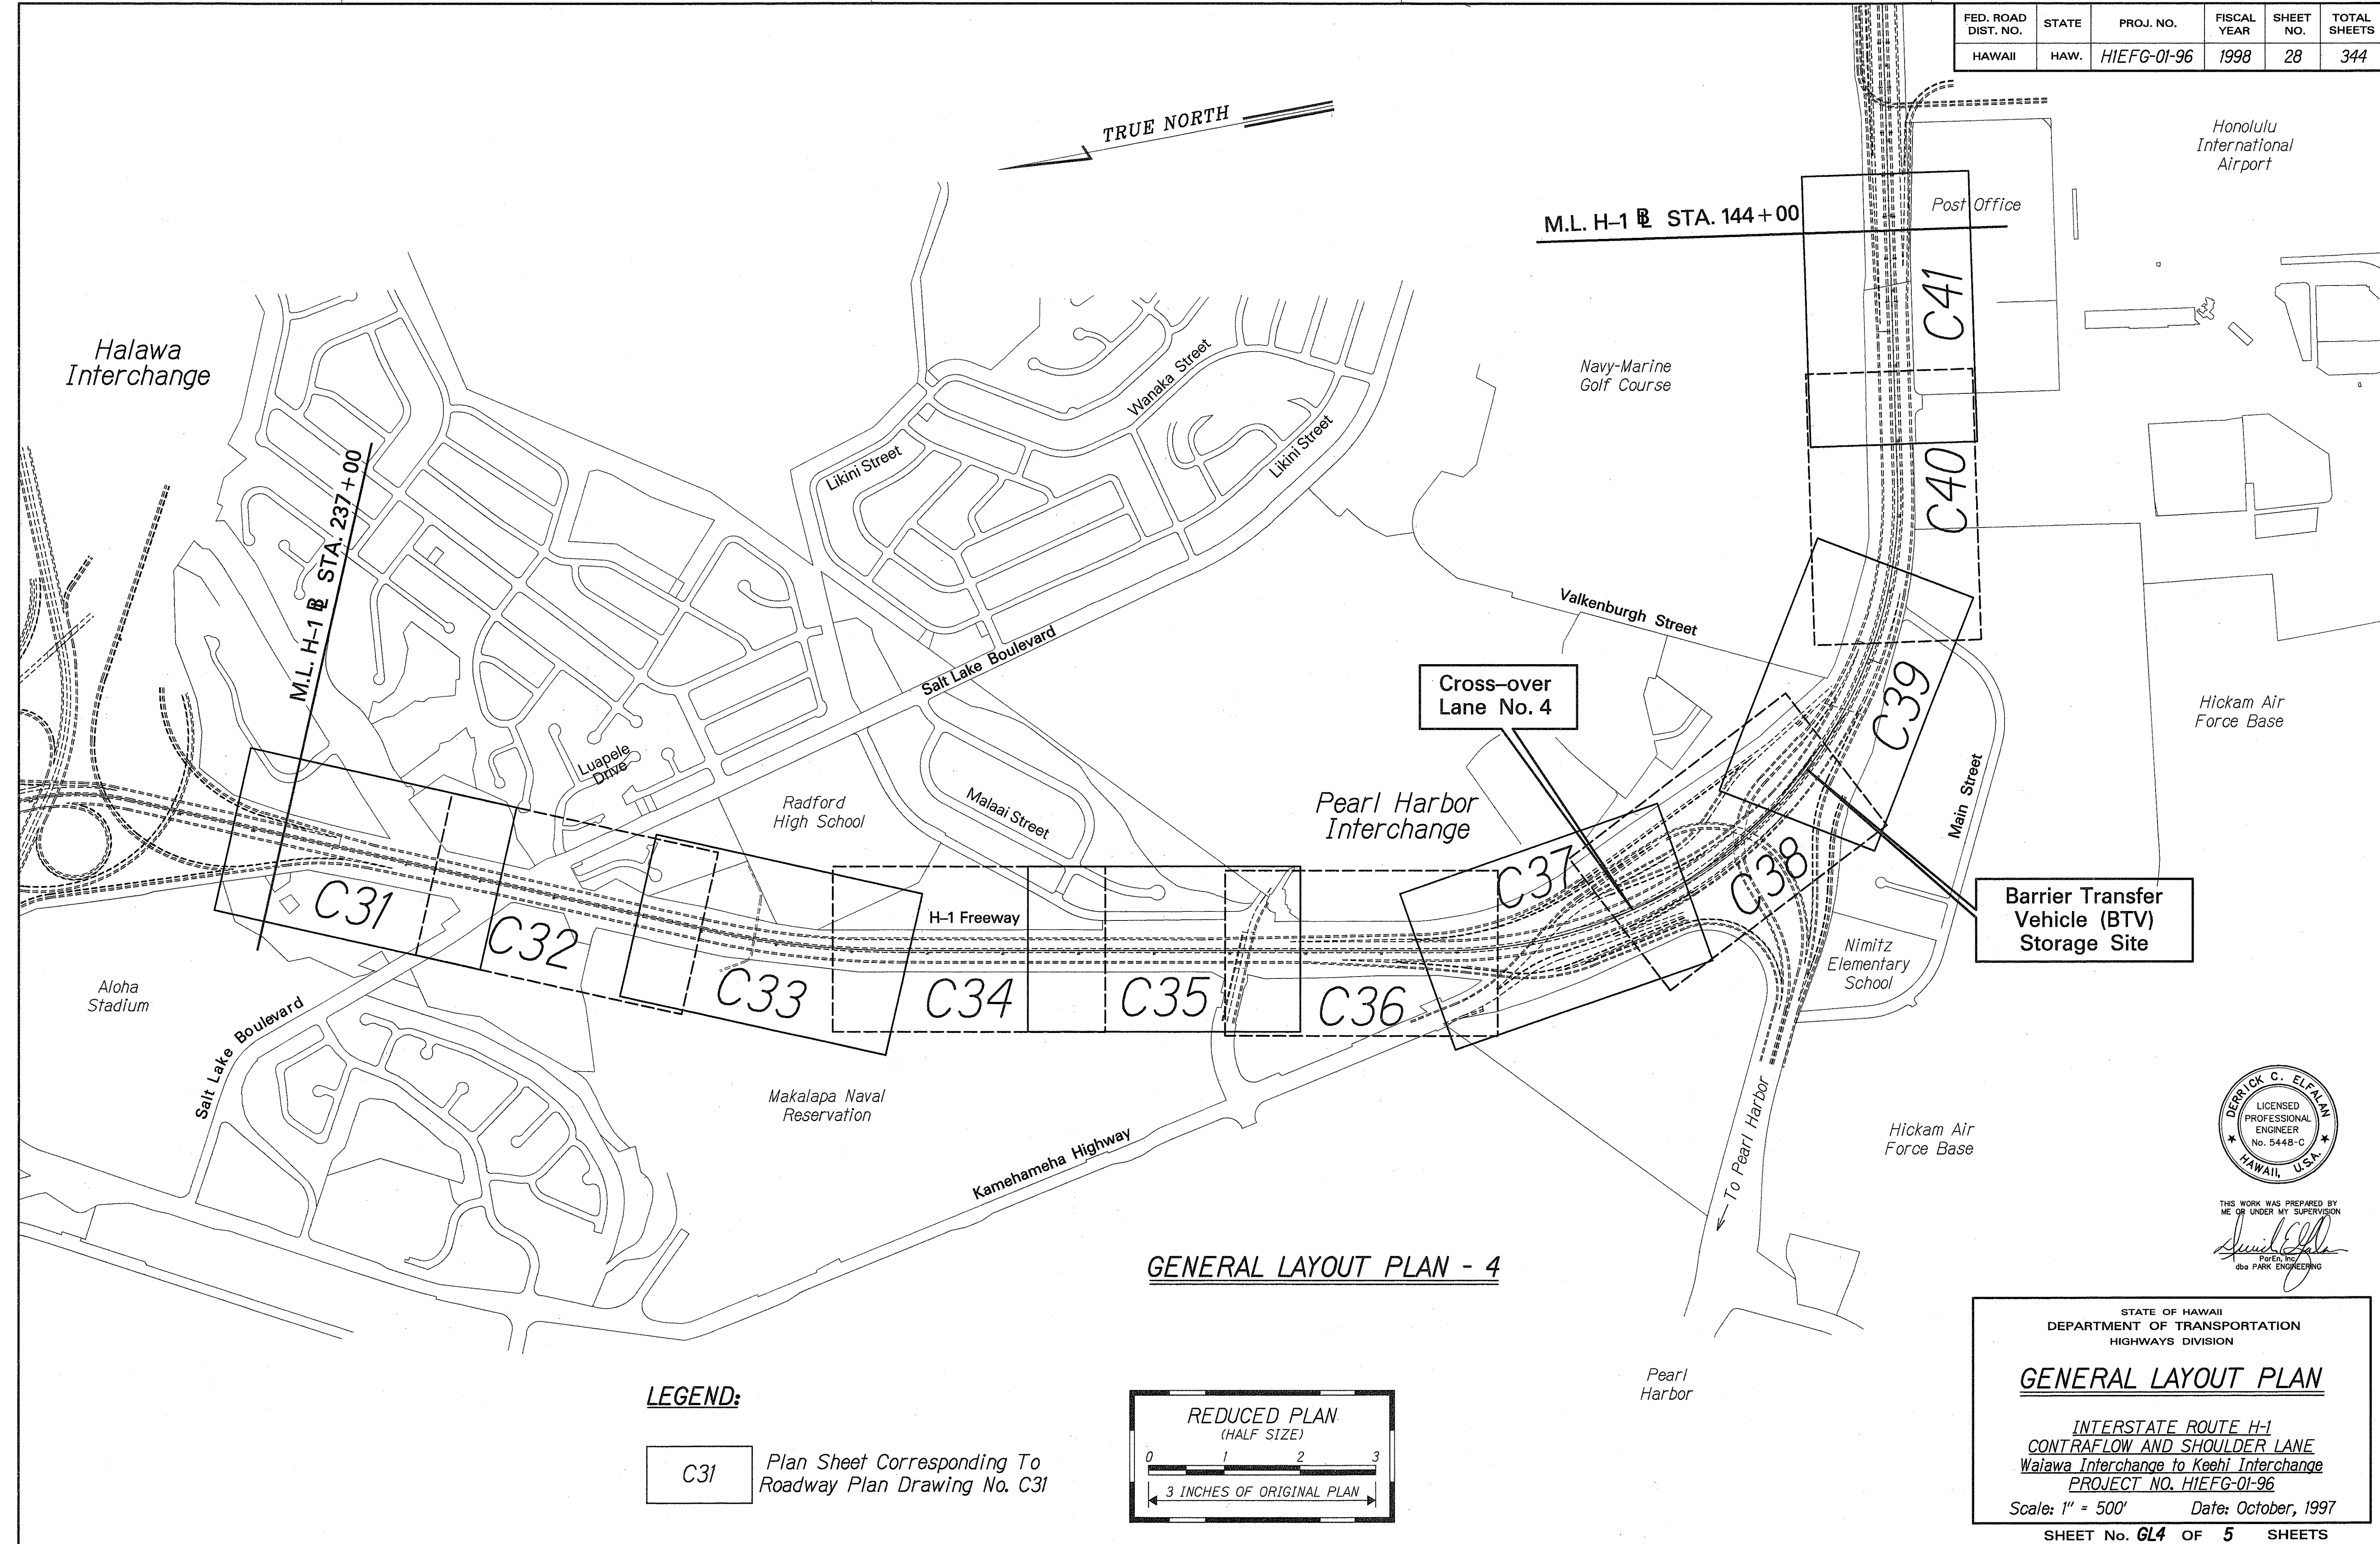 FED. ROAD DIST. NO.
STATE
PROJ. NO.
FISCAL YEAR
SHEET NO.
TOTAL SHEETS
HAWAII
HAW.
H1EFG-01-96
1998
28
344
TRUE NORTH
Honolulu
International
Airport
Post Office
M.L. H-1 BL STA. 144+00
C41
Halawa
Interchange
Navy-Marine
Golf Course
Wanaka Street
Likini Street
Likini Street
M.L. H-1 BL STA. 237+00
C40
Valkenburgh Street
Salt Lake Boulevard
Cross-over
Lane No. 4
C39
Hickam Air
Force Base
Luapele
Drive
Radford
High School
Malaai Street
Pearl Harbor
Interchange
Main Street
C37
C38
C31
C32
H-1 Freeway
Barrier Transfer
Vehicle (BTV)
Storage Site
Nimitz
Elementary
School
Aloha
Stadium
C33
C34
C35
C36
Salt Lake Boulevard
Makalapa Naval
Reservation
Kamehameha Highway
← To Pearl Harbor
Hickam Air
Force Base
DERRICK C. ELFALAN
LICENSED
PROFESSIONAL
ENGINEER
No. 5448-C
★ HAWAII, U.S.A. ★
THIS WORK WAS PREPARED BY
ME OR UNDER MY SUPERVISION
ParEn, Inc.
dba PARK ENGINEERING
GENERAL LAYOUT PLAN - 4
Pearl
Harbor
LEGEND:
C31
Plan Sheet Corresponding To
Roadway Plan Drawing No. C31
REDUCED PLAN
(HALF SIZE)
0 1 2 3
3 INCHES OF ORIGINAL PLAN
STATE OF HAWAII
DEPARTMENT OF TRANSPORTATION
HIGHWAYS DIVISION
GENERAL LAYOUT PLAN
INTERSTATE ROUTE H-1
CONTRAFLOW AND SHOULDER LANE
Waiawa Interchange to Keehi Interchange
PROJECT NO. H1EFG-01-96
Scale: 1" = 500' Date: October, 1997
SHEET No. GL4 OF 5 SHEETS